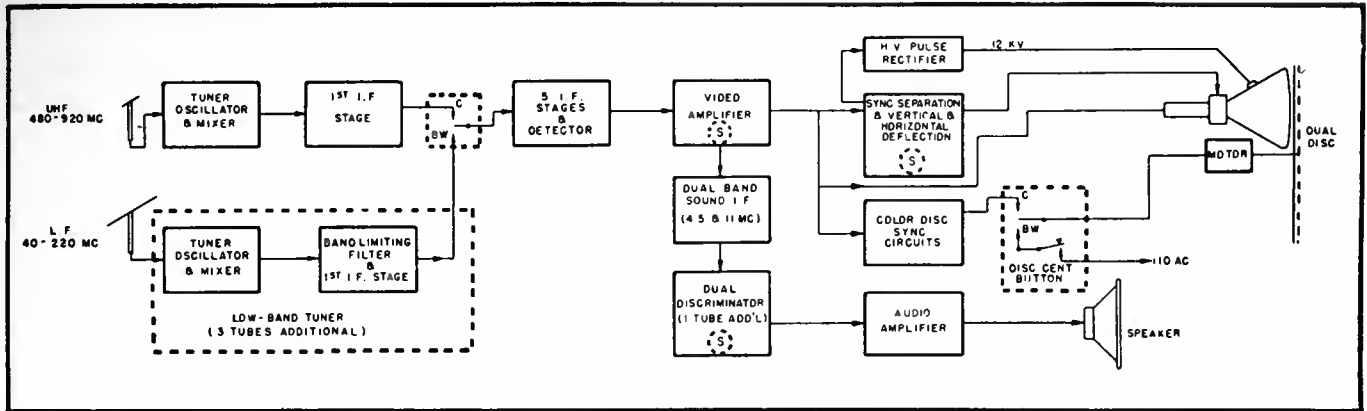 UHF
480-920 MC
TUNER
OSCILLATOR
& MIXER
1ST I.F.
STAGE
C
BW
5 I.F.
STAGES
&
DETECTOR
VIDEO
AMPLIFIER
S
H V PULSE
RECTIFIER
12 KV
SYNC SEPARATION
& VERTICAL &
HORIZONTAL
DEFLECTION
S
DUAL
DISC
MOTOR
L F
40-220 MC
TUNER
OSCILLATOR
& MIXER
BAND LIMITING
FILTER
&
1ST I.F. STAGE
LOW-BAND TUNER
(3 TUBES ADDITIONAL)
DUAL BAND
SOUND I F
(4 5 & 11 MC)
COLOR DISC
SYNC
CIRCUITS
C
BW
DISC CENT
BUTTON
110 AC
DUAL
DISCRIMINATOR
(1 TUBE ADD'L)
S
AUDIO
AMPLIFIER
SPEAKER